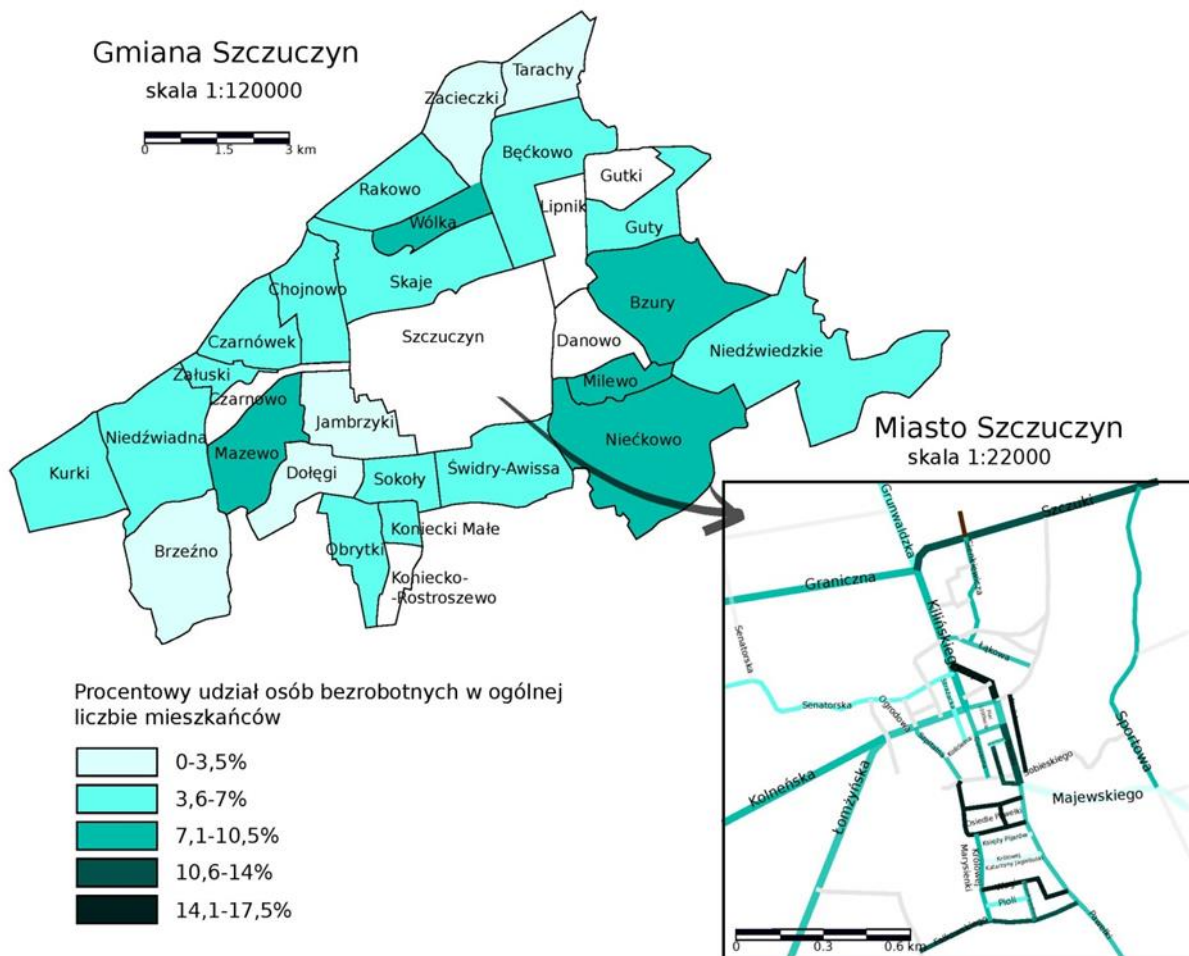 Gmiana Szczuczyn
skala 1:120000
0 1.5 3 km
Tarachy
Zacieczki
Bęćkowo
Gutki
Rakowo
Lipnik
Wólka
Guty
Skaje
Chojnowo
Bzury
Szczuczyn
Danowo
Czarnówek
Niedźwiedzkie
Załuski
Milewo
Czarnowo
Jambrzyki
Niedźwiadna
Niećkowo
Mazewo
Kurki
Dołęgi
Sokoły
Świdry-Awissa
Koniecki Małe
Obrytki
Brzeźno
Koniecko-
-Rostroszewo
Miasto Szczuczyn
skala 1:22000
Grunwaldzka
Szczuki
Sienkiewicza
Graniczna
Kilińskiego
Łąkowa
Senatorska
Senatorska
Ogrodowa
Sportowa
Sobieskiego
Kolneńska
Łomżyńska
Majewskiego
Osiedle Pawełki
Księży Pijarów
Królowej
Marysieńki
Królowej
Pioli
Pawełki
0 0.3 0.6 km
Procentowy udział osób bezrobotnych w ogólnej
liczbie mieszkańców
0-3,5%
3,6-7%
7,1-10,5%
10,6-14%
14,1-17,5%